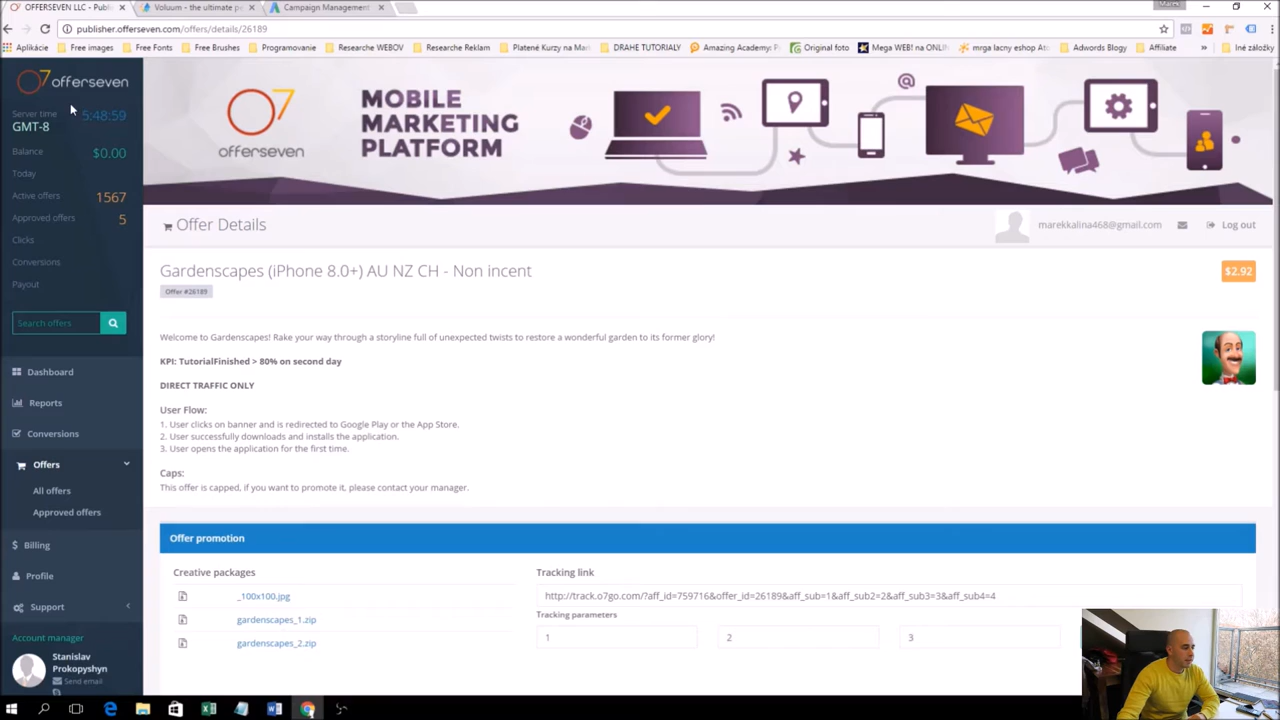 OFFERSEVEN LLC - Publi
Voluum - the ultimate p
Campaign Management
publisher.offerseven.com/offers/details/26189
Aplikácie
Free images
Free Fonts
Free Brushes
Programovanie
Researche WEBOV
Researche Reklam
Platené Kurzy na Mar
DRAHE TUTORIALY
Amazing Academy:
Original foto
Mega WEB! na ONLIN
mrga lacny eshop Ato
Adwords Blogy
Affiliate
»
Iné záložky
offerseven
Server time
5:48:59
GMT-8
Balance
$0.00
Today
Active offers
1567
Approved offers
5
Clicks
Conversions
Payout
Search offers
Dashboard
Reports
Conversions
Offers
All offers
Approved offers
Billing
Profile
Support
Account manager
Stanislav
Prokopyshyn
Send email
offerseven
MOBILE
MARKETING
PLATFORM
Offer Details
marekkalina468@gmail.com
Log out
Gardenscapes (iPhone 8.0+) AU NZ CH - Non incent
$2.92
Offer #26189
Welcome to Gardenscapes! Rake your way through a storyline full of unexpected twists to restore a wonderful garden to its former glory!
KPI: TutorialFinished > 80% on second day
DIRECT TRAFFIC ONLY
User Flow:
1. User clicks on banner and is redirected to Google Play or the App Store.
2. User successfully downloads and installs the application.
3. User opens the application for the first time.
Caps:
This offer is capped, if you want to promote it, please contact your manager.
Offer promotion
Creative packages
_100x100.jpg
gardenscapes_1.zip
gardenscapes_2.zip
Tracking link
http://track.o7go.com/?aff_id=759716&offer_id=26189&aff_sub=1&aff_sub2=2&aff_sub3=3&aff_sub4=4
Tracking parameters
1
2
3